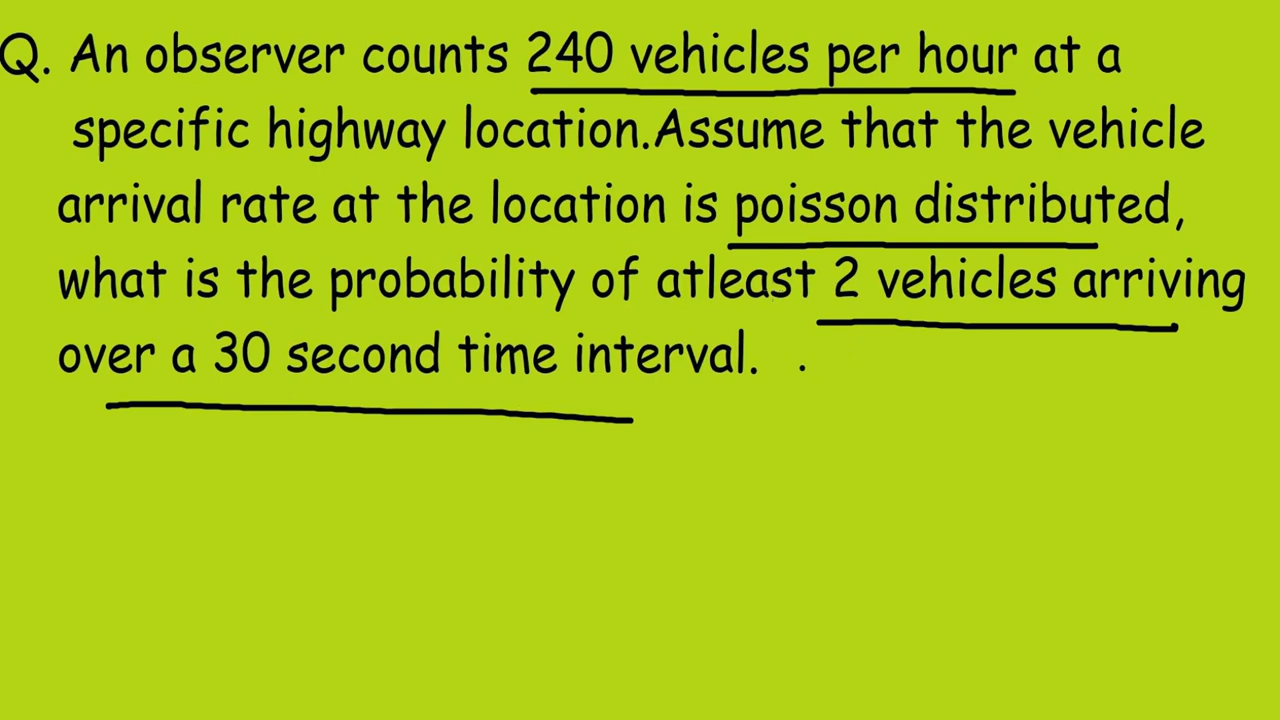 Q. An observer counts 240 vehicles per hour at a
specific highway location.Assume that the vehicle
arrival rate at the location is poisson distributed,
what is the probability of atleast 2 vehicles arriving
over a 30 second time interval. .